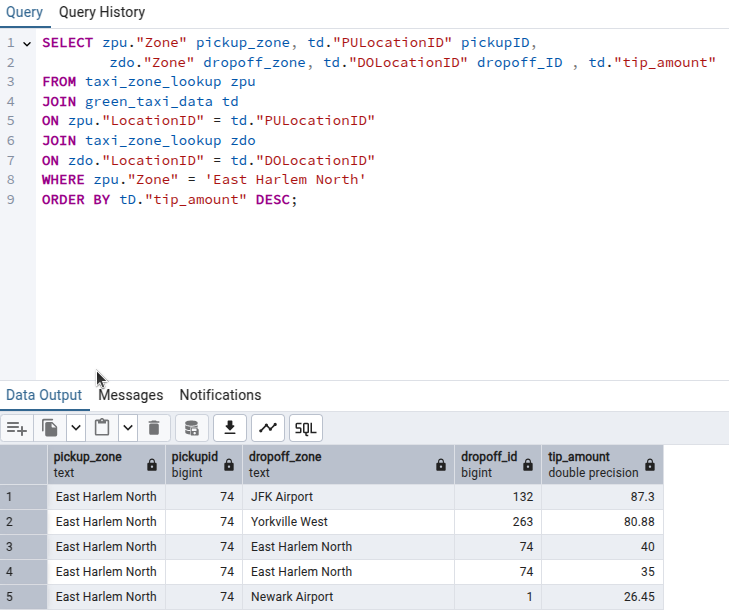 Query Query History
1 SELECT zpu."Zone" pickup_zone, td."PULocationID" pickupID,
2 zdo."Zone" dropoff_zone, td."DOLocationID" dropoff_ID , td."tip_amount"
3 FROM taxi_zone_lookup zpu
4 JOIN green_taxi_data td
5 ON zpu."LocationID" = td."PULocationID"
6 JOIN taxi_zone_lookup zdo
7 ON zdo."LocationID" = td."DOLocationID"
8 WHERE zpu."Zone" = 'East Harlem North'
9 ORDER BY tD."tip_amount" DESC;
Data Output Messages Notifications
SQL
pickup_zone pickupid dropoff_zone dropoff_id tip_amount
text bigint text bigint double precision
1 East Harlem North 74 JFK Airport 132 87.3
2 East Harlem North 74 Yorkville West 263 80.88
3 East Harlem North 74 East Harlem North 74 40
4 East Harlem North 74 East Harlem North 74 35
5 East Harlem North 74 Newark Airport 1 26.45